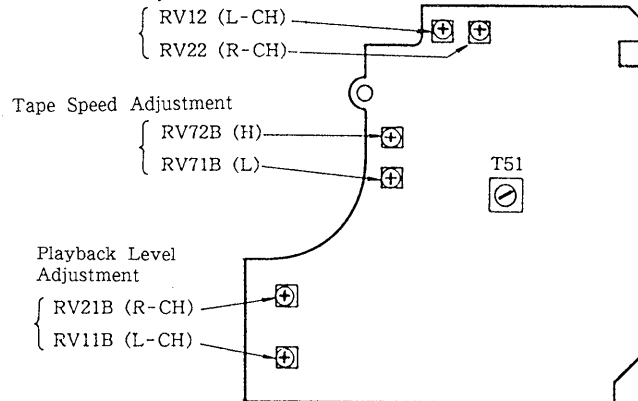 RV12 (L-CH)
RV22 (R-CH)
Tape Speed Adjustment
RV72B (H)
RV71B (L)
T51
Playback Level
Adjustment
RV21B (R-CH)
RV11B (L-CH)